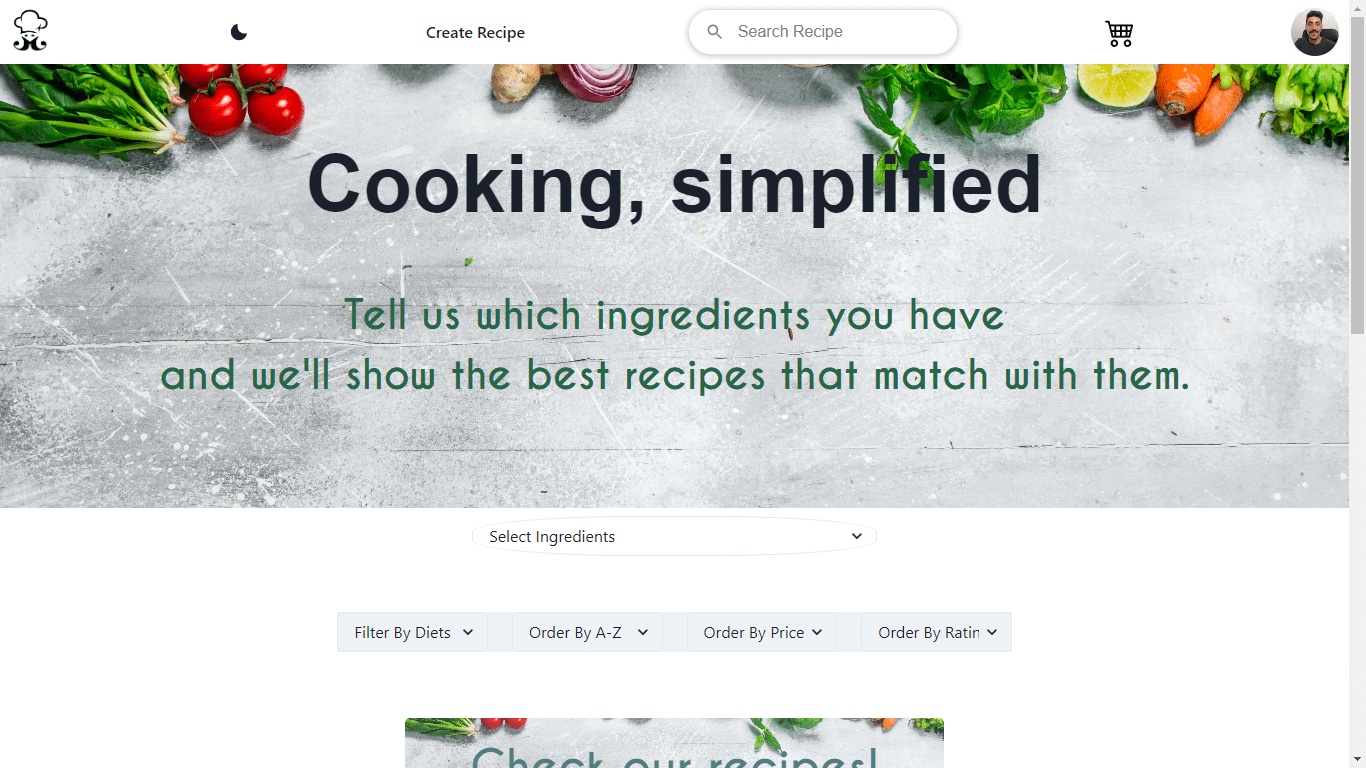 Create Recipe
Search Recipe
Cooking, simplified
Tell us which ingredients you have
and we'll show the best recipes that match with them.
Select Ingredients
Filter By Diets
Order By A-Z
Order By Price
Order By Ratin
Check our recipes!